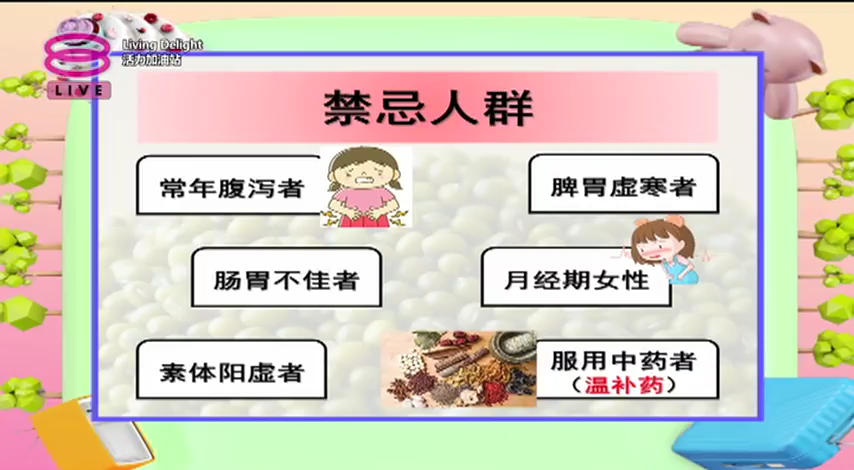 Living Delight
活力加油站
LIVE
禁忌人群
常年腹泻者
脾胃虚寒者
肠胃不佳者
月经期女性
素体阳虚者
服用中药者
（温补药）